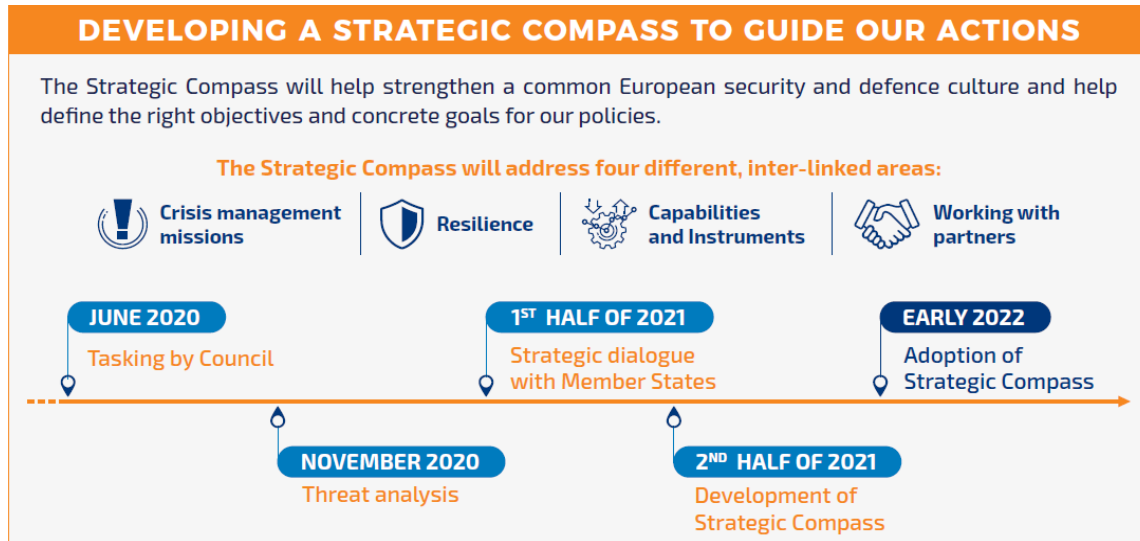 DEVELOPING A STRATEGIC COMPASS TO GUIDE OUR ACTIONS
The Strategic Compass will help strengthen a common European security and defence culture and help
define the right objectives and concrete goals for our policies.
The Strategic Compass will address four different, inter-linked areas:
Crisis management
missions
Resilience
Capabilities
and Instruments
Working with
partners
JUNE 2020
Tasking by Council
NOVEMBER 2020
Threat analysis
1ST HALF OF 2021
Strategic dialogue
with Member States
2ND HALF OF 2021
Development of
Strategic Compass
EARLY 2022
Adoption of
Strategic Compass